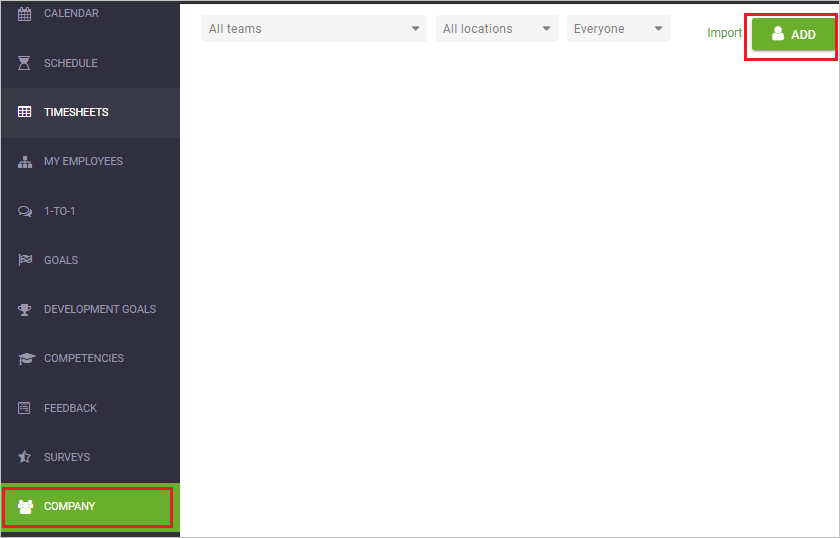 CALENDAR
All teams All locations Everyone Import ADD
SCHEDULE
TIMESHEETS
MY EMPLOYEES
1-TO-1
GOALS
DEVELOPMENT GOALS
COMPETENCIES
FEEDBACK
SURVEYS
COMPANY